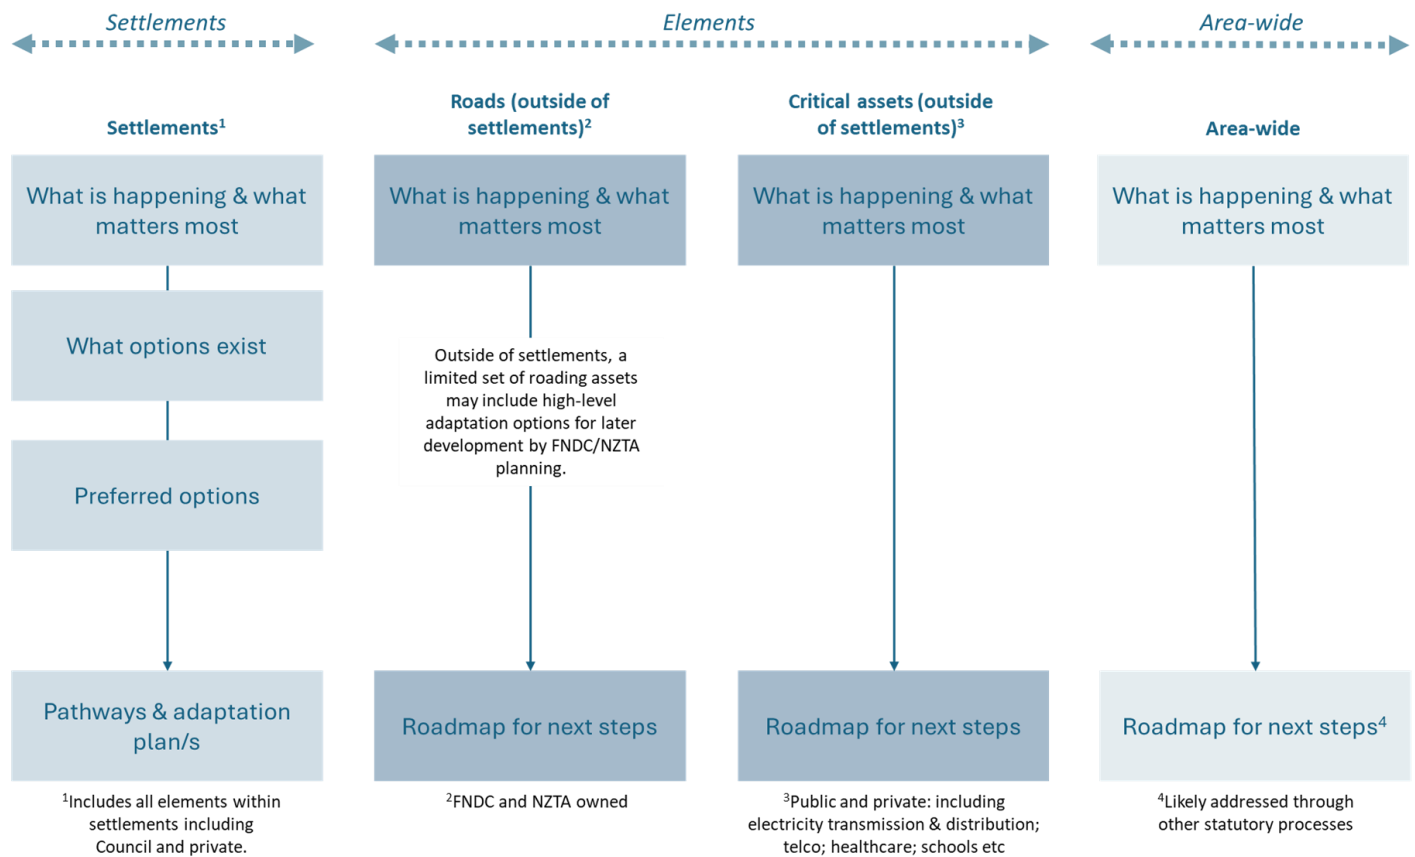 Settlements
Elements
Area-wide
Settlements¹
Roads (outside of
settlements)²
Critical assets (outside
of settlements)³
Area-wide
What is happening & what
matters most
What is happening & what
matters most
What is happening & what
matters most
What is happening & what
matters most
What options exist
Outside of settlements, a
limited set of roading assets
may include high-level
adaptation options for later
development by FNDC/NZTA
planning.
Preferred options
Pathways & adaptation
plan/s
Roadmap for next steps
Roadmap for next steps
Roadmap for next steps⁴
¹Includes all elements within
settlements including
Council and private.
²FNDC and NZTA owned
³Public and private: including
electricity transmission & distribution;
telco; healthcare; schools etc
⁴Likely addressed through
other statutory processes